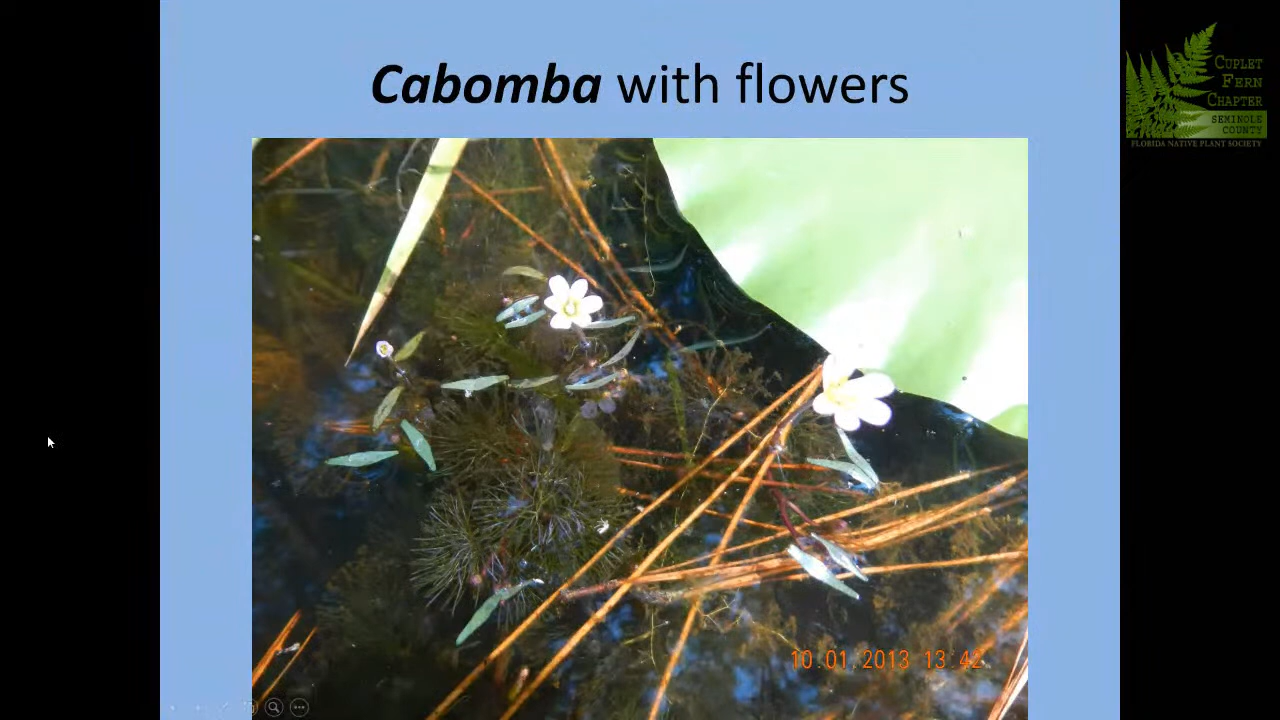 Cabomba with flowers
CUPLET
FERN
CHAPTER
SEMINOLE
COUNTY
FLORIDA NATIVE PLANT SOCIETY
10.01.2013 13:42